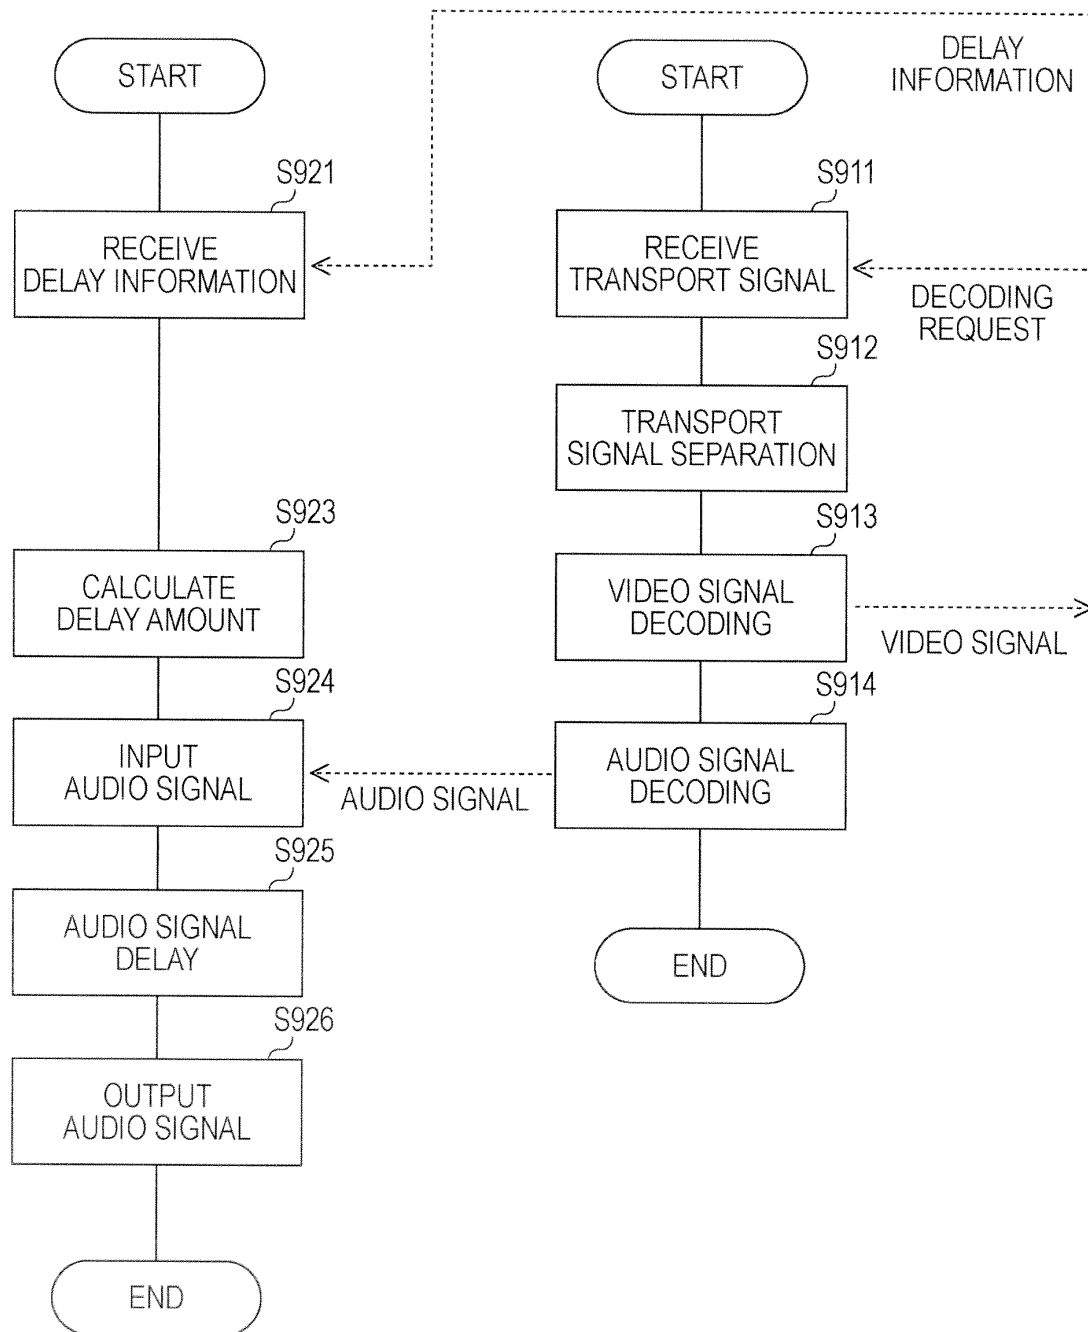 START
S921
RECEIVE
DELAY INFORMATION
S923
CALCULATE
DELAY AMOUNT
S924
INPUT
AUDIO SIGNAL
S925
AUDIO SIGNAL
DELAY
S926
OUTPUT
AUDIO SIGNAL
END
START
S911
RECEIVE
TRANSPORT SIGNAL
S912
TRANSPORT
SIGNAL SEPARATION
S913
VIDEO SIGNAL
DECODING
S914
AUDIO SIGNAL
DECODING
END
AUDIO SIGNAL
DELAY
INFORMATION
DECODING
REQUEST
VIDEO SIGNAL